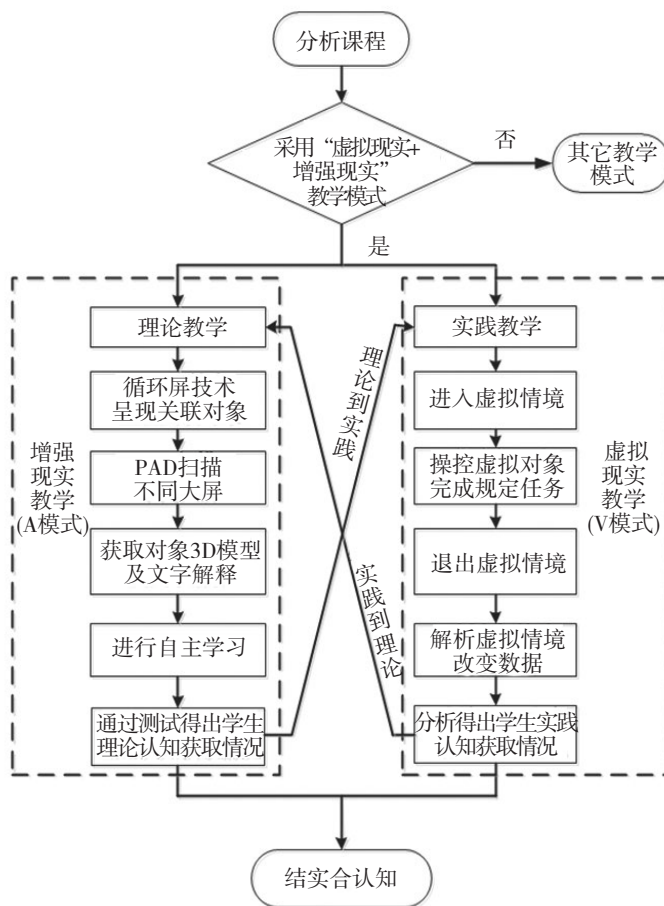 分析课程
采用“虚拟现实+
增强现实”
教学模式
否
其它教学
模式
是
理论教学
循环屏技术
呈现关联对象
PAD扫描
不同大屏
获取对象3D模型
及文字解释
进行自主学习
通过测试得出学生
理论认知获取情况
增强
现实
教学
(A模式)
理论到实践
实践到理论
实践教学
进入虚拟情境
操控虚拟对象
完成规定任务
退出虚拟情境
解析虚拟情境
改变数据
分析得出学生实践
认知获取情况
虚拟
现实
教学
(V模式)
结实合认知